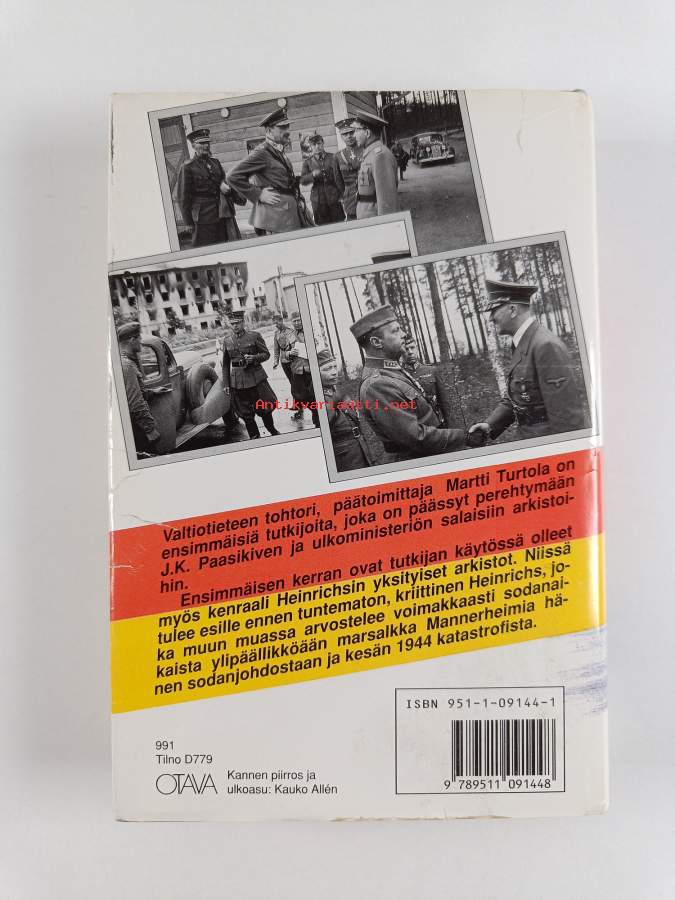 Antikvariaatti.net
Valtiotieteen tohtori, päätoimittaja Martti Turtola on
ensimmäisiä tutkijoita, joka on päässyt perehtymään
J.K. Paasikiven ja ulkoministeriön salaisiin arkistoi-
hin.
Ensimmäisen kerran ovat tutkijan käytössä olleet
myös kenraali Heinrichsin yksityiset arkistot. Niissä
tulee esille ennen tuntematon, kriittinen Heinrichs, jo-
ka muun muassa arvostelee voimakkaasti sodanai-
kaista ylipäällikköään marsalkka Mannerheimia hä-
nen sodanjohdostaan ja kesän 1944 katastrofista.
ISBN 951-1-09144-1
9 789511 091448
991
Tilno D779
OTAVA
Kannen piirros ja
ulkoasu: Kauko Allén